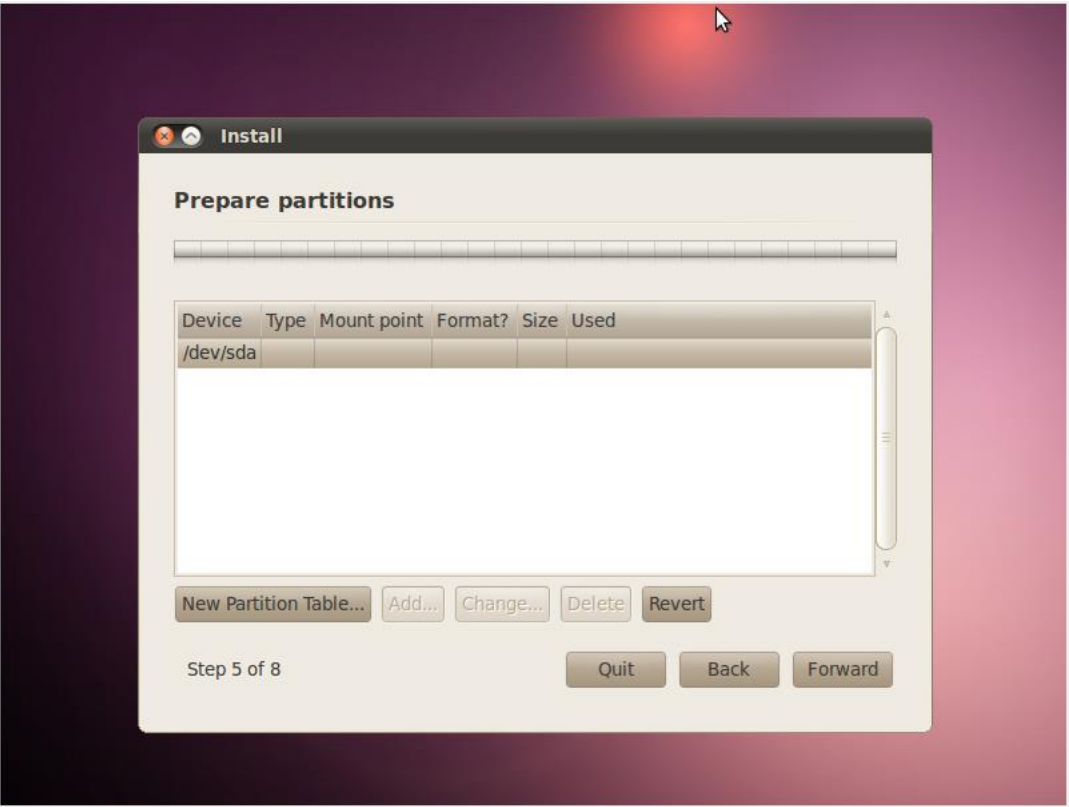 Install
Prepare partitions
Device Type Mount point Format? Size Used
/dev/sda
New Partition Table... Add... Change... Delete Revert
Step 5 of 8 Quit Back Forward